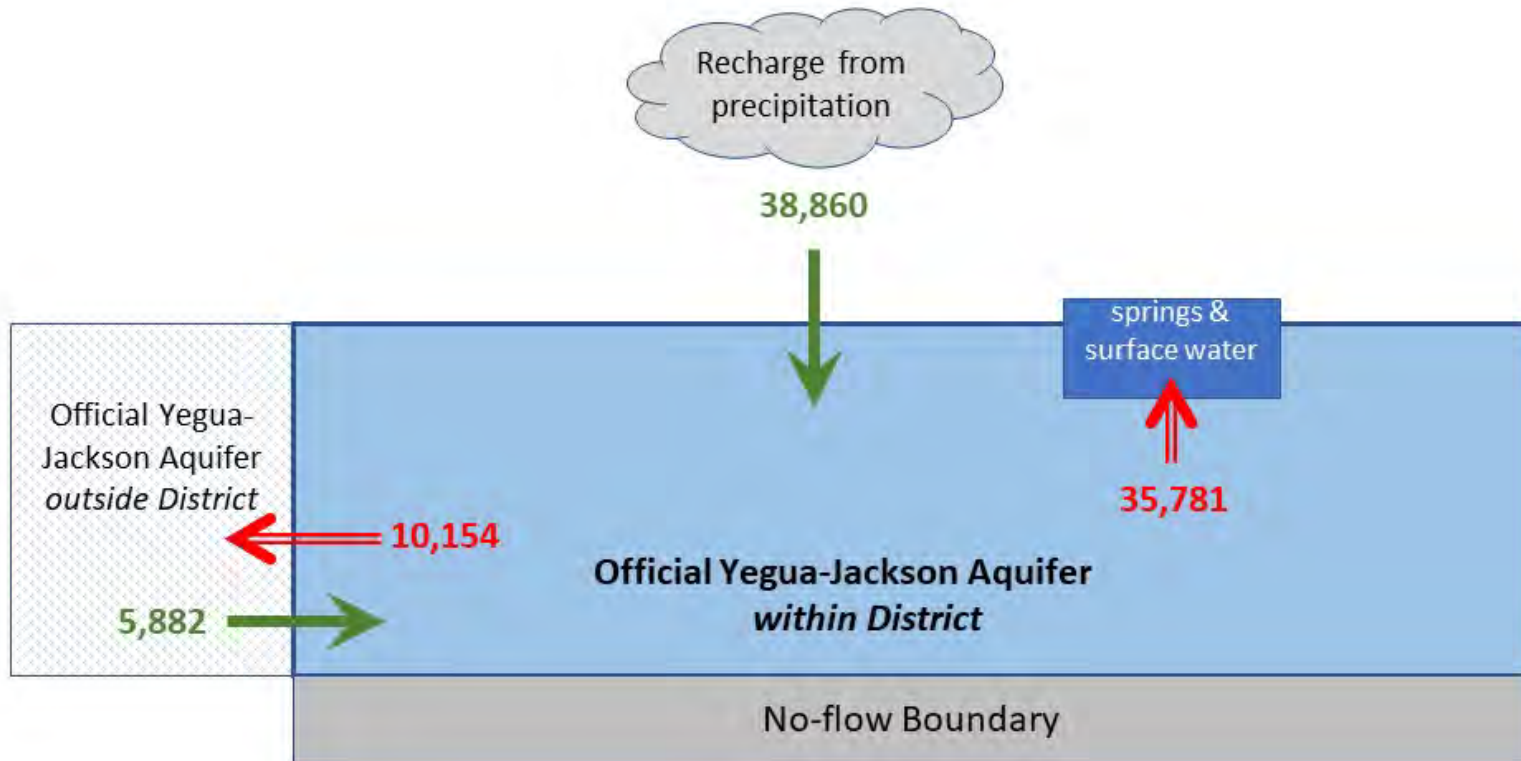 Recharge from
precipitation
38,860
springs &
surface water
Official Yegua-
Jackson Aquifer
outside District
35,781
10,154
Official Yegua-Jackson Aquifer
within District
5,882
No-flow Boundary